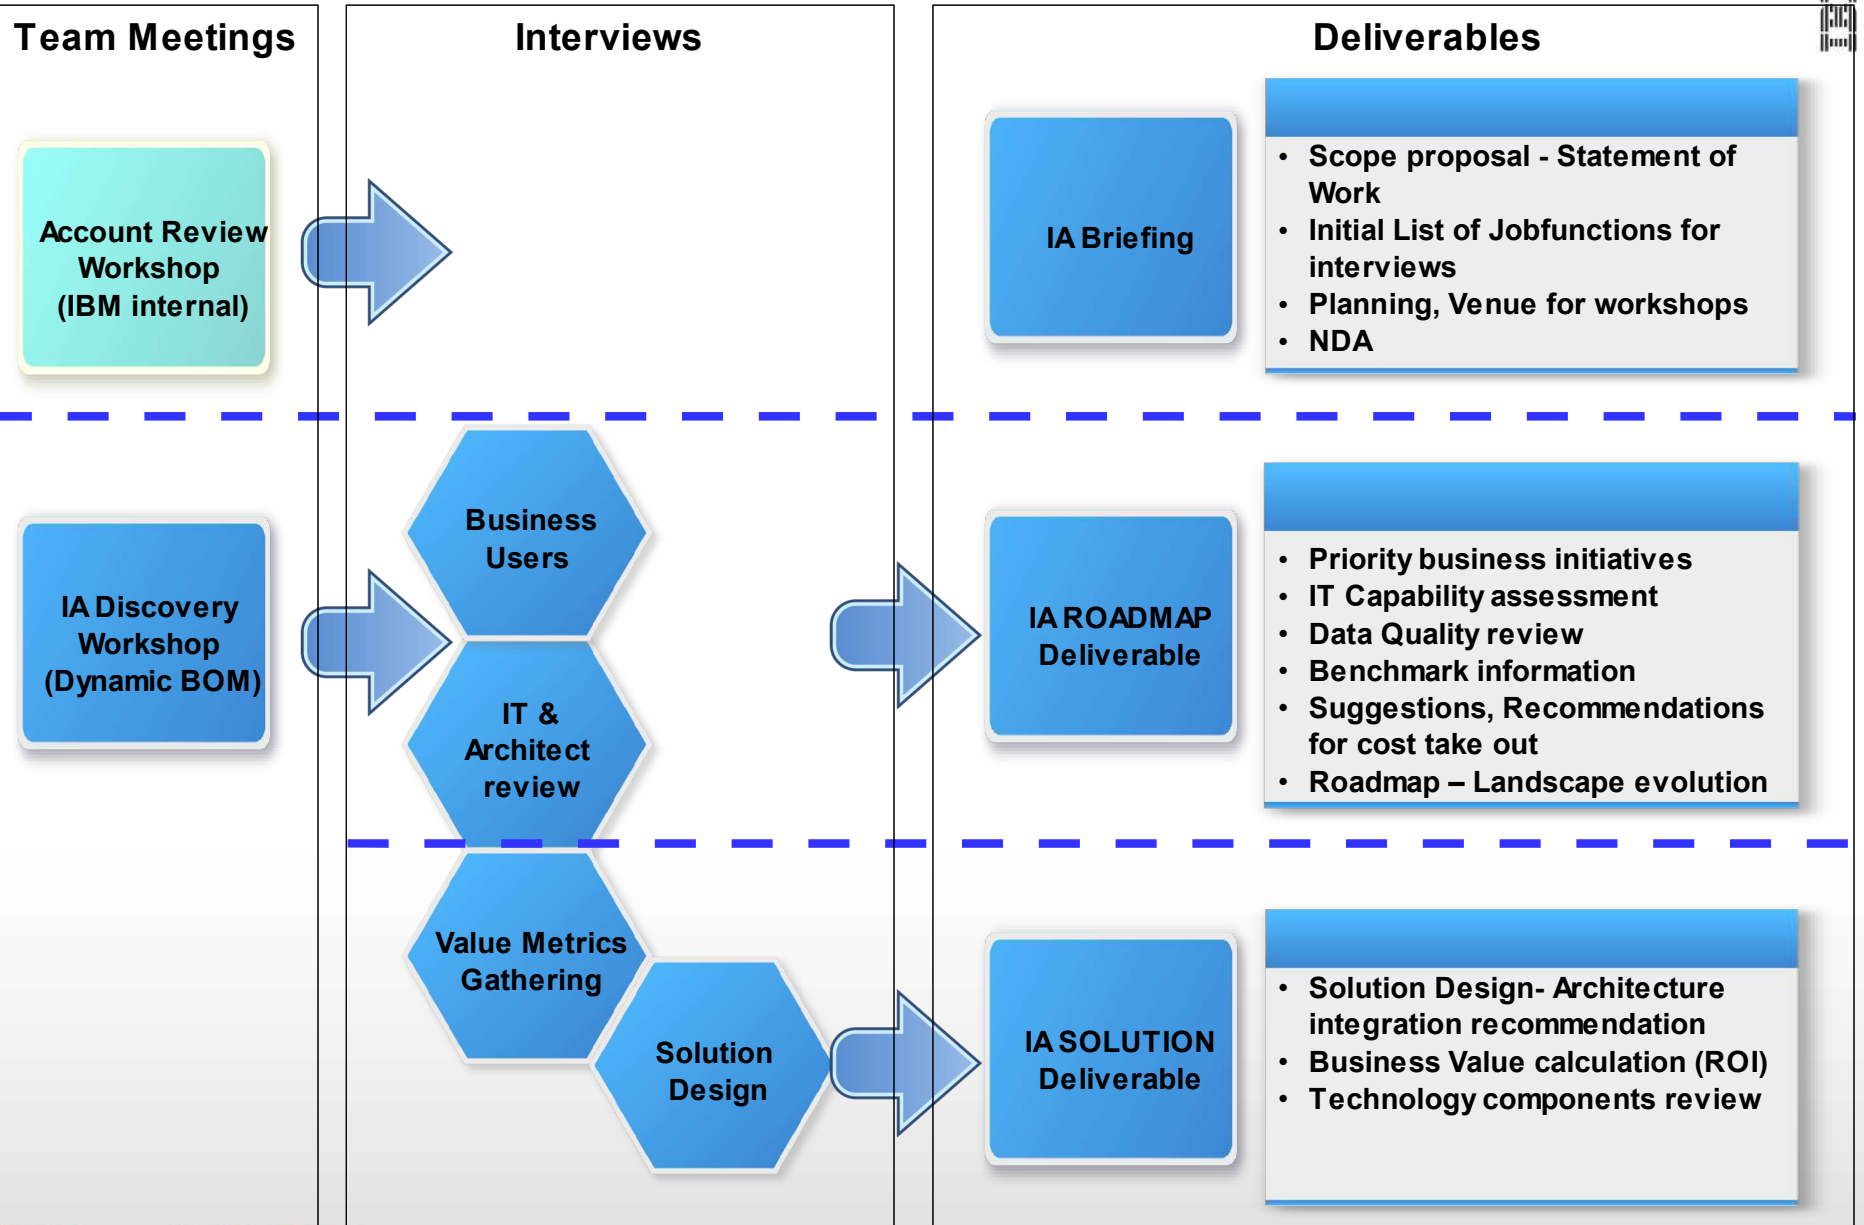 Team Meetings
Interviews
Deliverables
Account Review
Workshop
(IBM internal)
IA Briefing
• Scope proposal - Statement of
Work
• Initial List of Jobfunctions for
interviews
• Planning, Venue for workshops
• NDA
IA Discovery
Workshop
(Dynamic BOM)
Business
Users
IT &
Architect
review
IA ROADMAP
Deliverable
• Priority business initiatives
• IT Capability assessment
• Data Quality review
• Benchmark information
• Suggestions, Recommendations
for cost take out
• Roadmap – Landscape evolution
Value Metrics
Gathering
Solution
Design
IA SOLUTION
Deliverable
• Solution Design- Architecture
integration recommendation
• Business Value calculation (ROI)
• Technology components review